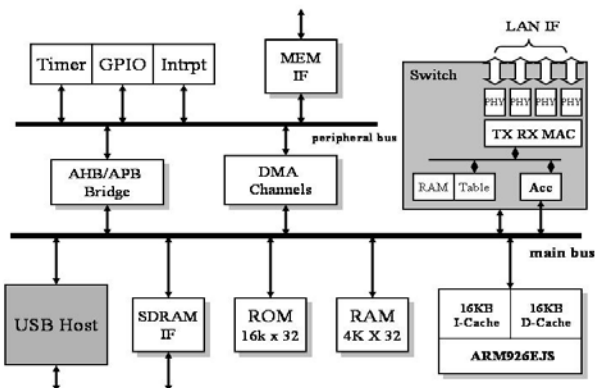 LAN IF
Switch
PHY PHY PHY PHY
TX RX MAC
RAM Table Acc
Timer GPIO Intrpt
MEM
IF
peripheral bus
AHB/APB
Bridge
DMA
Channels
main bus
USB Host
SDRAM
IF
ROM
16k x 32
RAM
4K X 32
16KB
I-Cache
16KB
D-Cache
ARM926EJS